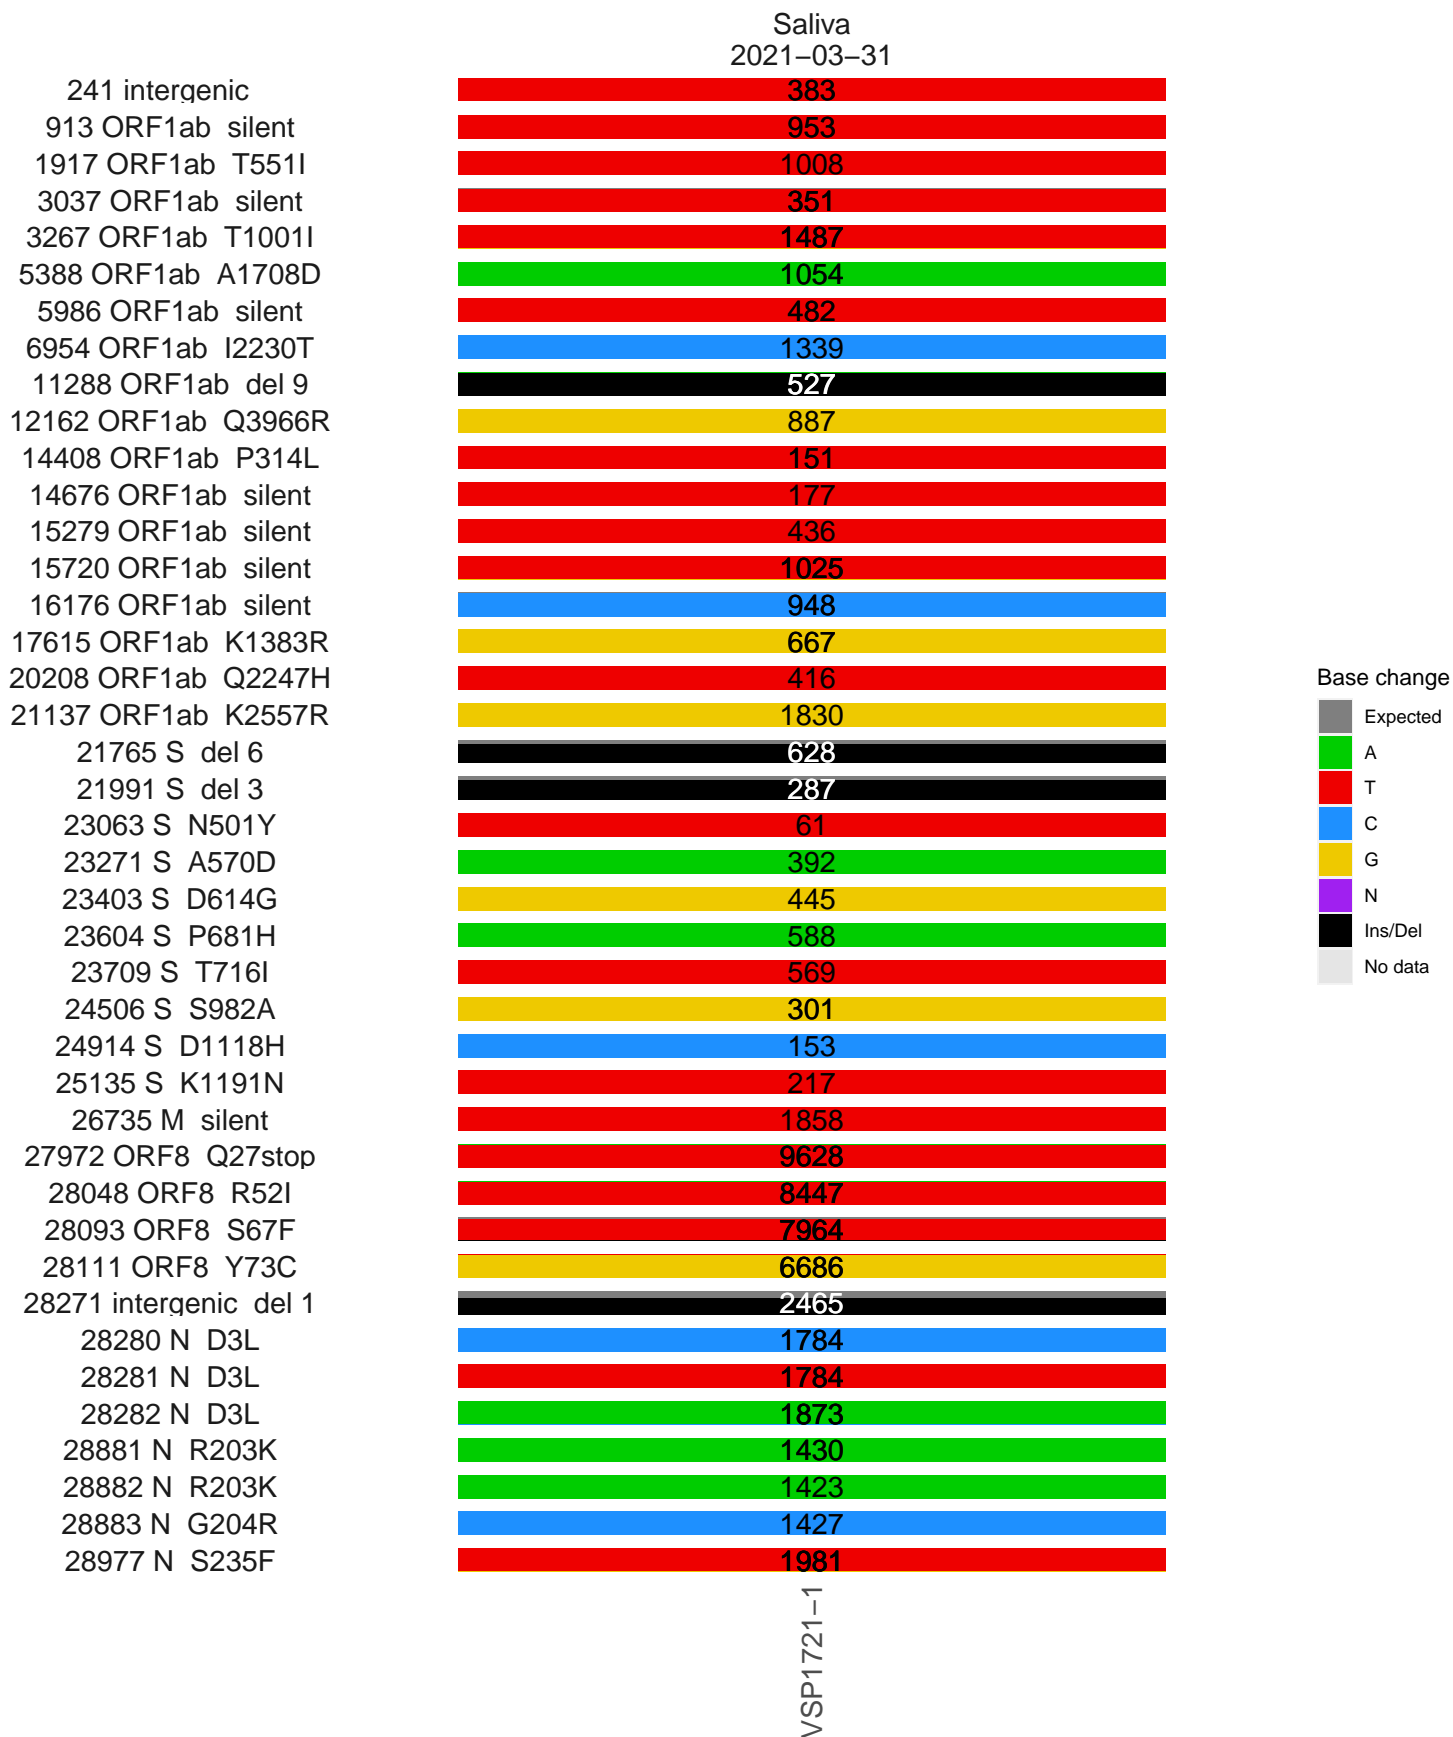 Saliva
2021−03−31
241 intergenic 383
913 ORF1ab silent 953
1917 ORF1ab T551I 1008
3037 ORF1ab silent 351
3267 ORF1ab T1001I 1487
5388 ORF1ab A1708D 1054
5986 ORF1ab silent 482
6954 ORF1ab I2230T 1339
11288 ORF1ab del 9 527
12162 ORF1ab Q3966R 887
14408 ORF1ab P314L 151
14676 ORF1ab silent 177
15279 ORF1ab silent 436
15720 ORF1ab silent 1025
16176 ORF1ab silent 948
17615 ORF1ab K1383R 667
20208 ORF1ab Q2247H 416
21137 ORF1ab K2557R 1830
21765 S del 6 628
21991 S del 3 287
23063 S N501Y 61
23271 S A570D 392
23403 S D614G 445
23604 S P681H 588
23709 S T716I 569
24506 S S982A 301
24914 S D1118H 153
25135 S K1191N 217
26735 M silent 1858
27972 ORF8 Q27stop 9628
28048 ORF8 R52I 8447
28093 ORF8 S67F 7964
28111 ORF8 Y73C 6686
28271 intergenic del 1 2465
28280 N D3L 1784
28281 N D3L 1784
28282 N D3L 1873
28881 N R203K 1430
28882 N R203K 1423
28883 N G204R 1427
28977 N S235F 1981
VSP1721−1
Base change
Expected
A
T
C
G
N
Ins/Del
No data